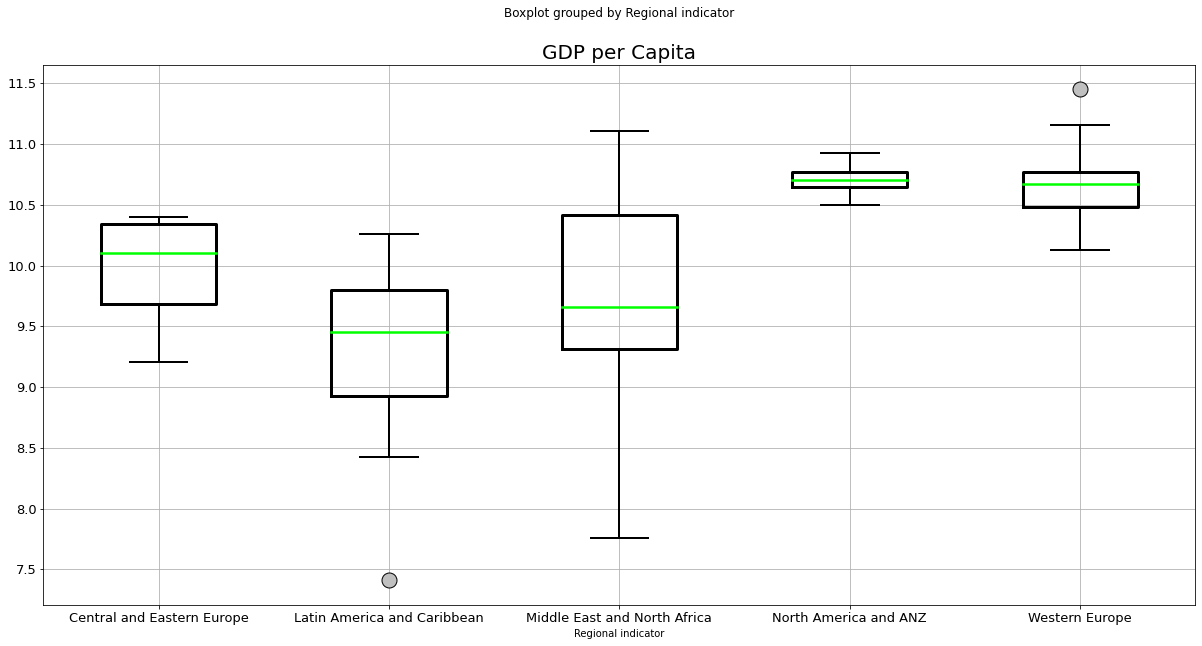 Boxplot grouped by Regional indicator
GDP per Capita
11.5
11.0
10.5
10.0
9.5
9.0
8.5
8.0
7.5
Central and Eastern Europe
Latin America and Caribbean
Middle East and North Africa
North America and ANZ
Western Europe
Regional indicator